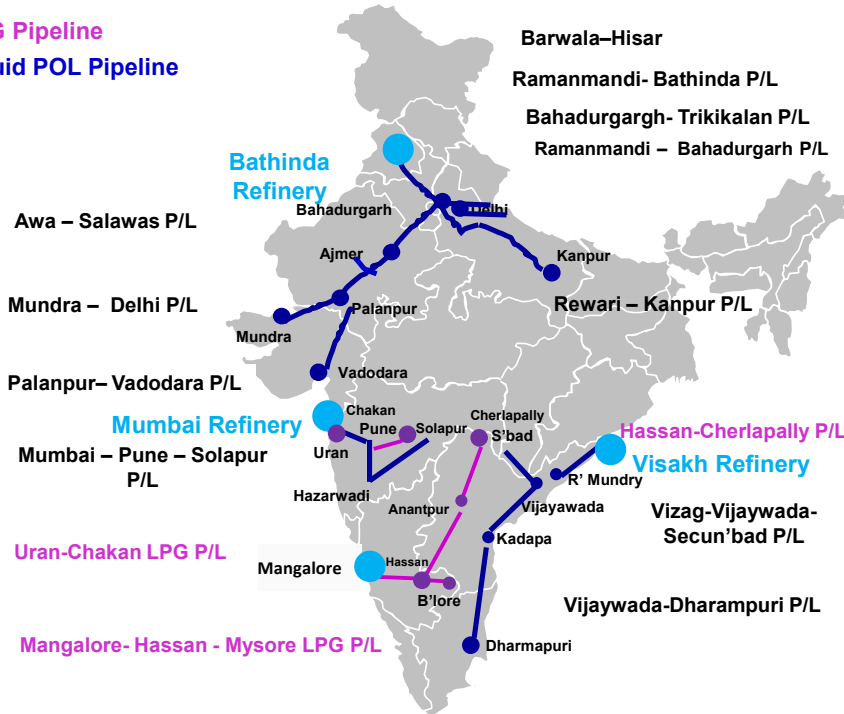 G Pipeline
uid POL Pipeline
Barwala–Hisar
Ramanmandi- Bathinda P/L
Bahadurgargh- Trikikalan P/L
Ramanmandi – Bahadurgarh P/L
Bathinda
Refinery
Awa – Salawas P/L
Bahadurgarh
Delhi
Ajmer
Kanpur
Mundra – Delhi P/L
Rewari – Kanpur P/L
Palanpur
Mundra
Palanpur– Vadodara P/L
Vadodara
Mumbai Refinery
Chakan
Pune
Solapur
Cherlapally
S'bad
Hassan-Cherlapally P/L
Uran
Visakh Refinery
Mumbai – Pune – Solapur
P/L
R' Mundry
Hazarwadi
Anantpur
Vijayawada
Vizag-Vijaywada-
Secun'bad P/L
Kadapa
Uran-Chakan LPG P/L
Mangalore
Hassan
B'lore
Vijaywada-Dharampuri P/L
Mangalore- Hassan - Mysore LPG P/L
Dharmapuri